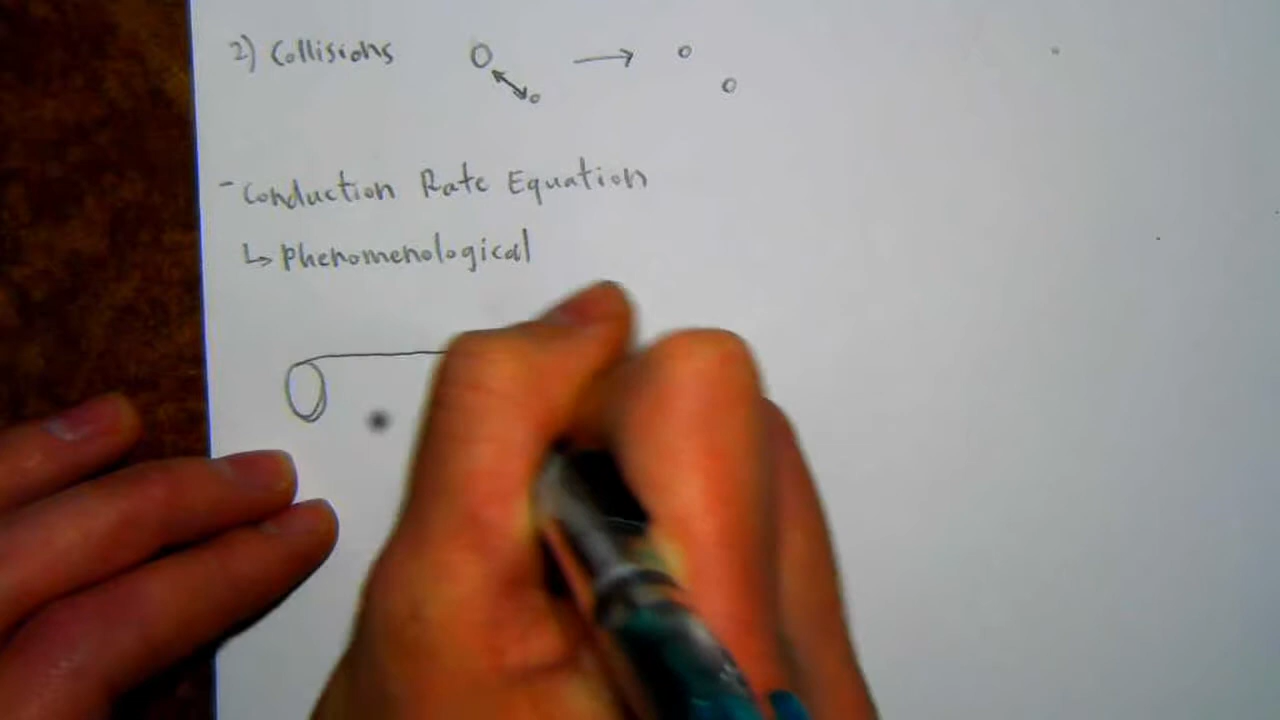 2) Collisions
- Conduction Rate Equation
↳ Phenomenological